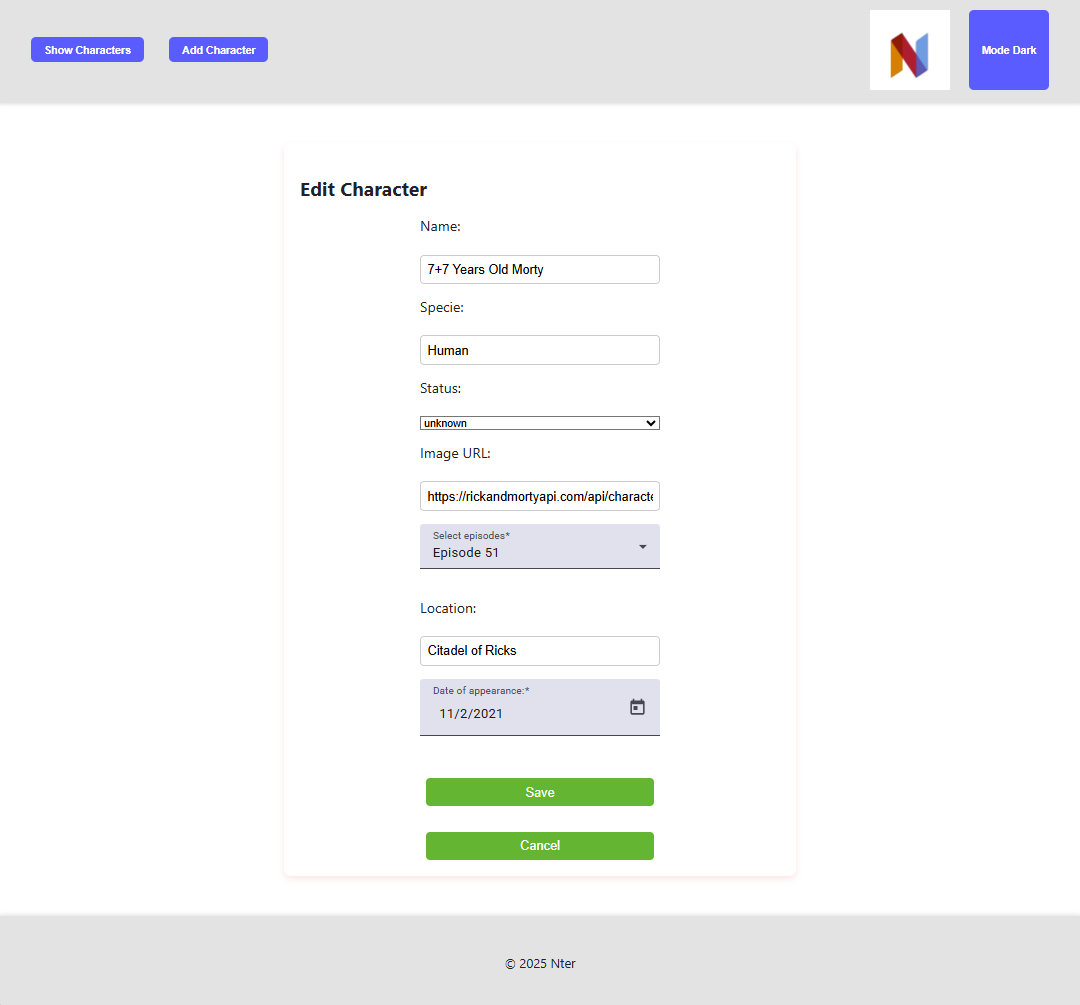 Show Characters
Add Character
Mode Dark
Edit Character
Name:
7+7 Years Old Morty
Specie:
Human
Status:
unknown
Image URL:
https://rickandmortyapi.com/api/characte
Select episodes*
Episode 51
Location:
Citadel of Ricks
Date of appearance:*
11/2/2021
Save
Cancel
© 2025 Nter